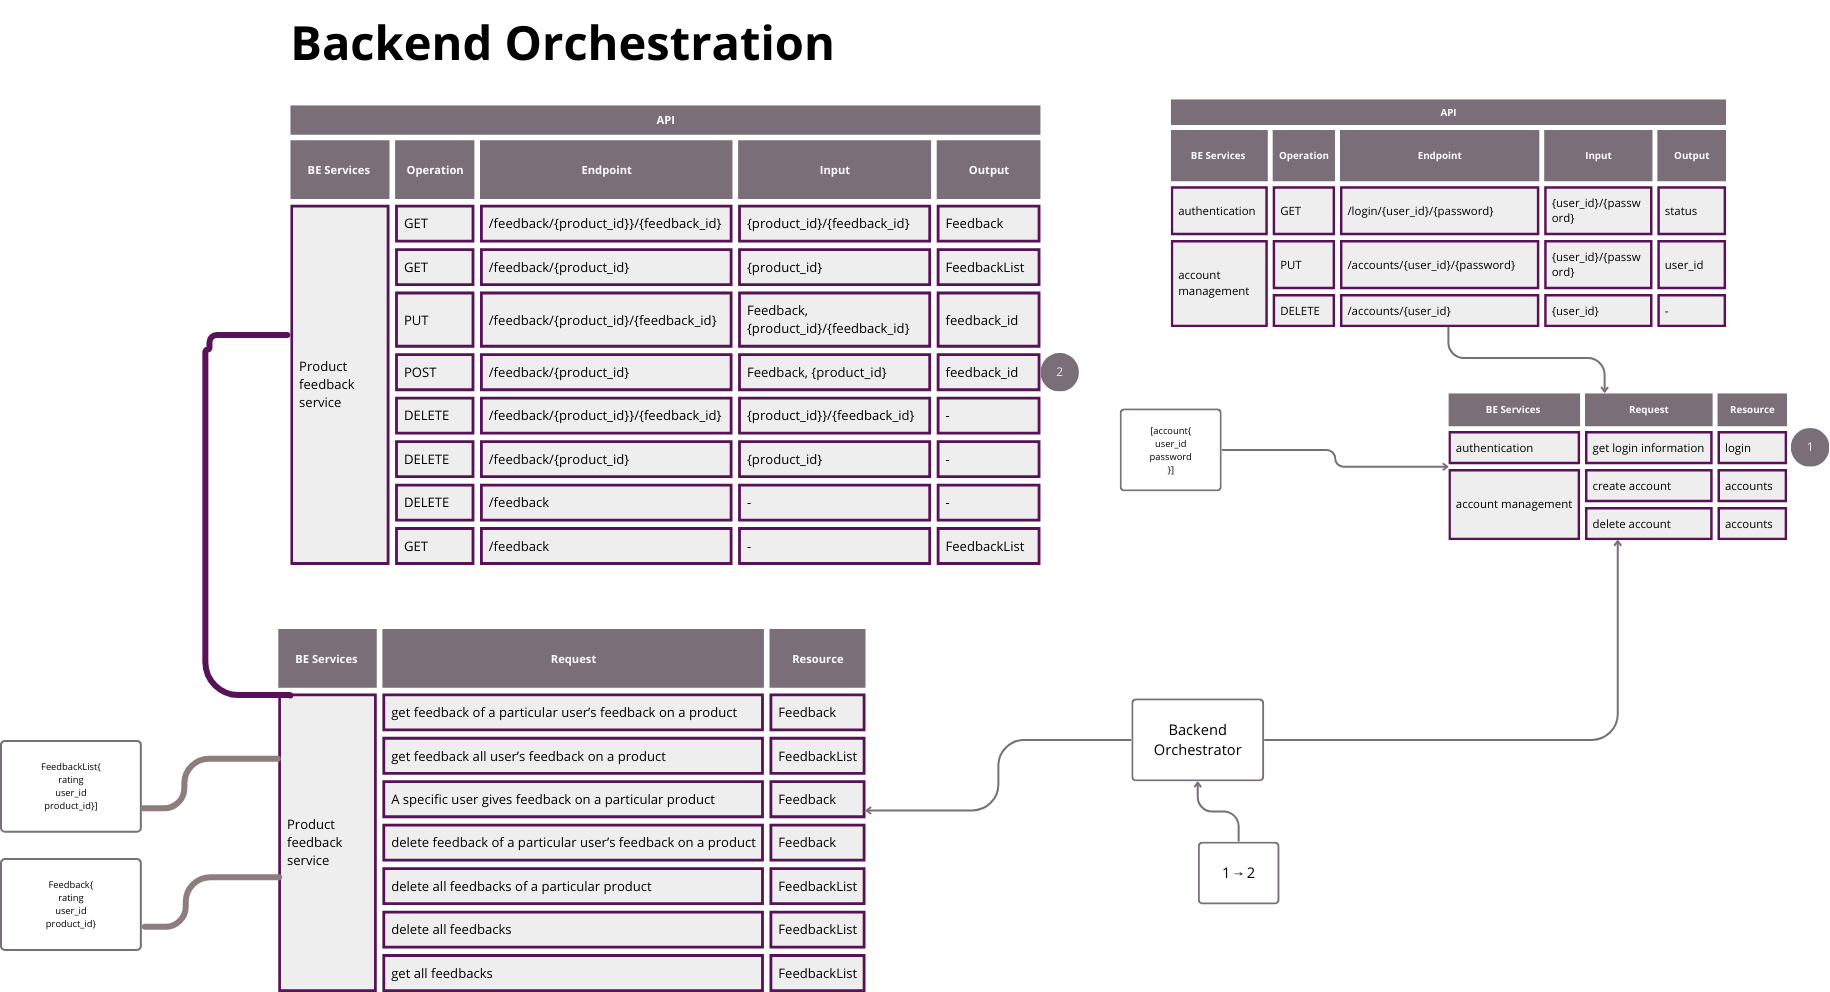 Backend Orchestration
API
BE Services
Operation
Endpoint
Input
Output
Product
feedback
service
GET
/feedback/{product_id}}/{feedback_id}
{product_id}/{feedback_id}
Feedback
GET
/feedback/{product_id}
{product_id}
FeedbackList
PUT
/feedback/{product_id}/{feedback_id}
Feedback,
{product_id}/{feedback_id}
feedback_id
POST
/feedback/{product_id}
Feedback, {product_id}
feedback_id
2
DELETE
/feedback/{product_id}}/{feedback_id}
{product_id}}/{feedback_id}
-
DELETE
/feedback/{product_id}
{product_id}
-
DELETE
/feedback
-
-
GET
/feedback
-
FeedbackList
API
BE Services
Operation
Endpoint
Input
Output
authentication
GET
/login/{user_id}/{password}
{user_id}/{passw
ord}
status
account
management
PUT
/accounts/{user_id}/{password}
{user_id}/{passw
ord}
user_id
DELETE
/accounts/{user_id}
{user_id}
-
[account{
user_id
password
}]
BE Services
Request
Resource
authentication
get login information
login
1
account management
create account
accounts
delete account
accounts
BE Services
Request
Resource
Product
feedback
service
get feedback of a particular user’s feedback on a product
Feedback
get feedback all user’s feedback on a product
FeedbackList
A specific user gives feedback on a particular product
Feedback
delete feedback of a particular user’s feedback on a product
Feedback
delete all feedbacks of a particular product
FeedbackList
delete all feedbacks
FeedbackList
get all feedbacks
FeedbackList
FeedbackList{
rating
user_id
product_id}]
Feedback{
rating
user_id
product_id}
Backend
Orchestrator
1→2